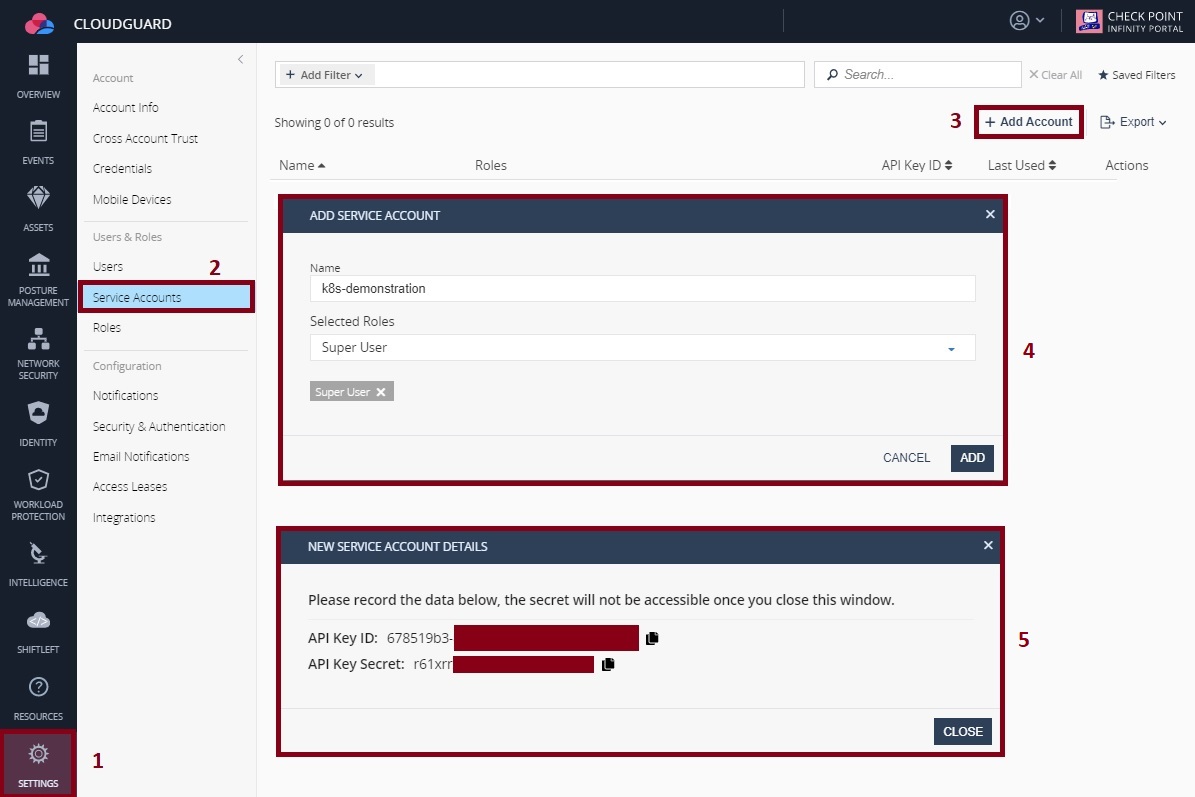 CLOUDGUARD
CHECK POINT
INFINITY PORTAL
OVERVIEW
EVENTS
ASSETS
POSTURE
MANAGEMENT
NETWORK
SECURITY
IDENTITY
WORKLOAD
PROTECTION
INTELLIGENCE
SHIFTLEFT
RESOURCES
SETTINGS
1
Account
Account Info
Cross Account Trust
Credentials
Mobile Devices
Users & Roles
Users
2
Service Accounts
Roles
Configuration
Notifications
Security & Authentication
Email Notifications
Access Leases
Integrations
+ Add Filter
Search...
Clear All
Saved Filters
Showing 0 of 0 results
3
+ Add Account
Export
Name Roles API Key ID Last Used Actions
ADD SERVICE ACCOUNT
Name
k8s-demonstration
Selected Roles
Super User
4
Super User
CANCEL ADD
NEW SERVICE ACCOUNT DETAILS
Please record the data below, the secret will not be accessible once you close this window.
API Key ID: 678519b3-
API Key Secret: r61xrr
5
CLOSE